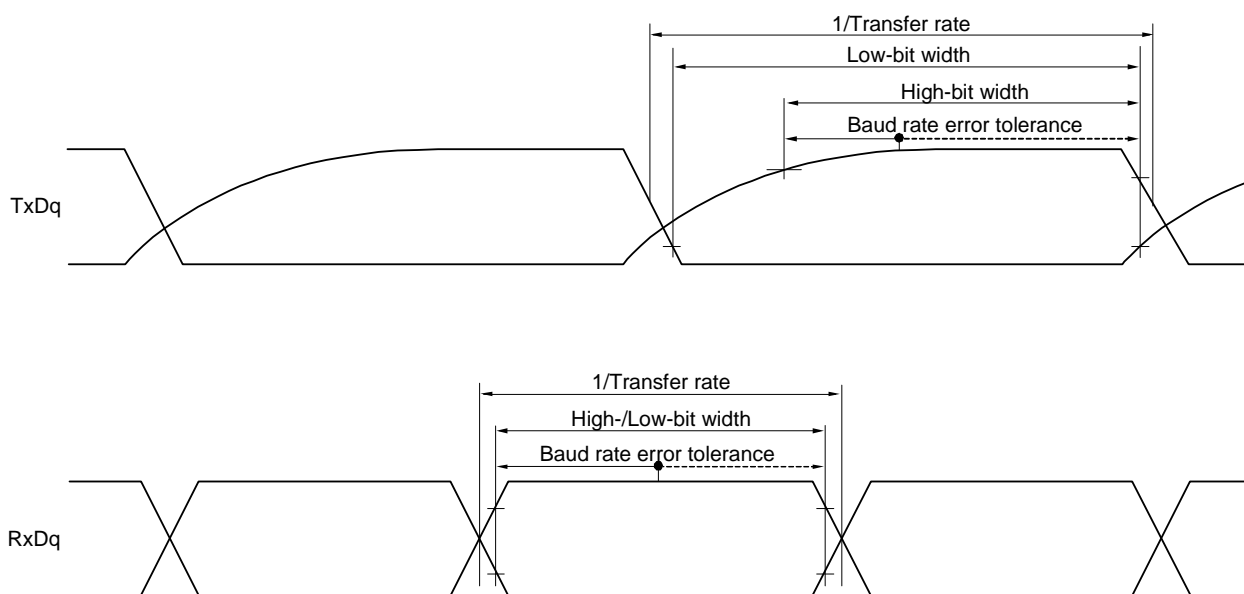 1/Transfer rate
Low-bit width
High-bit width
Baud rate error tolerance
TxDq
1/Transfer rate
High-/Low-bit width
Baud rate error tolerance
RxDq